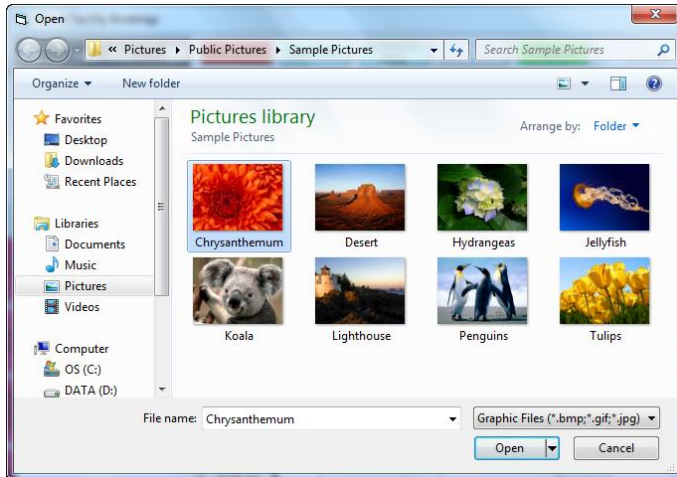 Open
« Pictures ▸ Public Pictures ▸ Sample Pictures
Search Sample Pictures
Organize ▾ New folder
Favorites
Desktop
Downloads
Recent Places
Libraries
Documents
Music
Pictures
Videos
Computer
OS (C:)
DATA (D:)
Pictures library
Sample Pictures
Arrange by: Folder ▾
Chrysanthemum Desert Hydrangeas Jellyfish
Koala Lighthouse Penguins Tulips
File name: Chrysanthemum
Graphic Files (*.bmp;*.gif;*.jpg)
Open Cancel